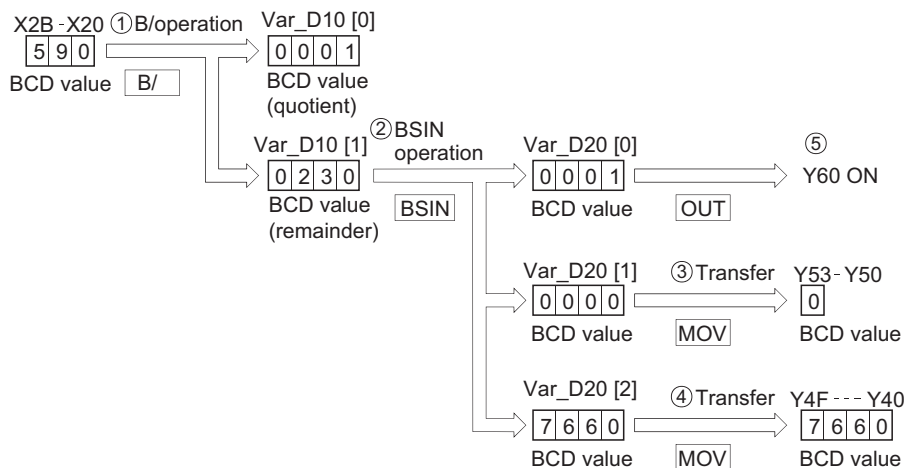 X2B - X20 ①B/operation Var_D10 [0]
5 9 0 0 0 0 1
BCD value B/ BCD value
(quotient)
Var_D10 [1] ②BSIN
operation Var_D20 [0] ⑤
0 2 3 0 0 0 0 1 Y60 ON
BCD value BSIN BCD value OUT
(remainder)
Var_D20 [1] ③Transfer Y53 - Y50
0 0 0 0 0
BCD value MOV BCD value
Var_D20 [2] ④Transfer Y4F --- Y40
7 6 6 0 7 6 6 0
BCD value MOV BCD value